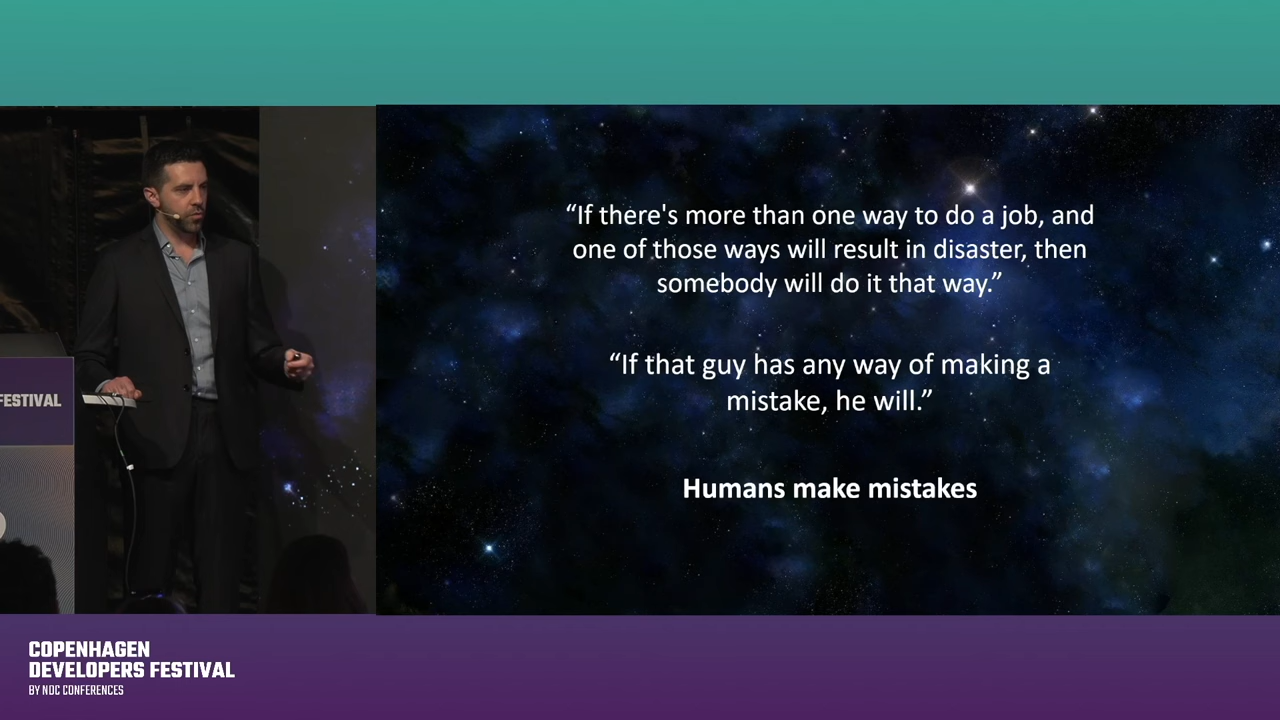 “If there's more than one way to do a job, and
one of those ways will result in disaster, then
somebody will do it that way.”
“If that guy has any way of making a
mistake, he will.”
Humans make mistakes
FESTIVAL
COPENHAGEN
DEVELOPERS FESTIVAL
BY NDC CONFERENCES